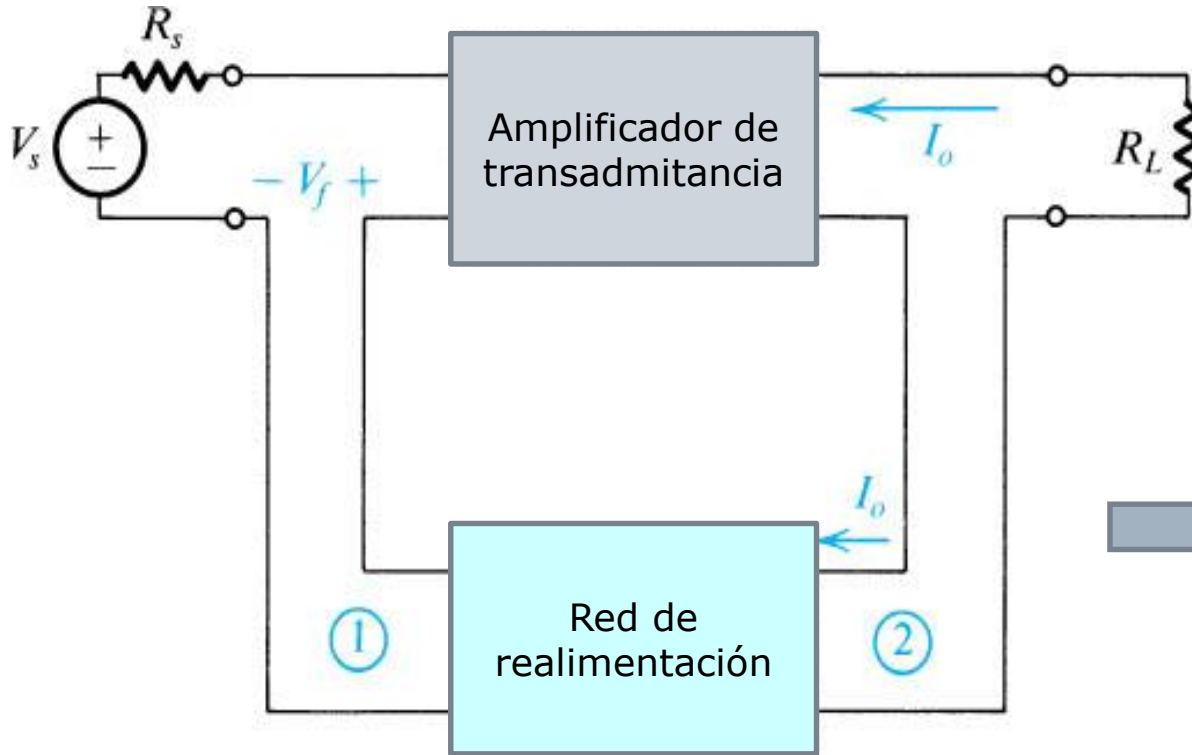 R_s
V_s
+
−
− V_f +
Amplificador de
transadmitancia
I_o
R_L
I_o
Red de
realimentación
1
2